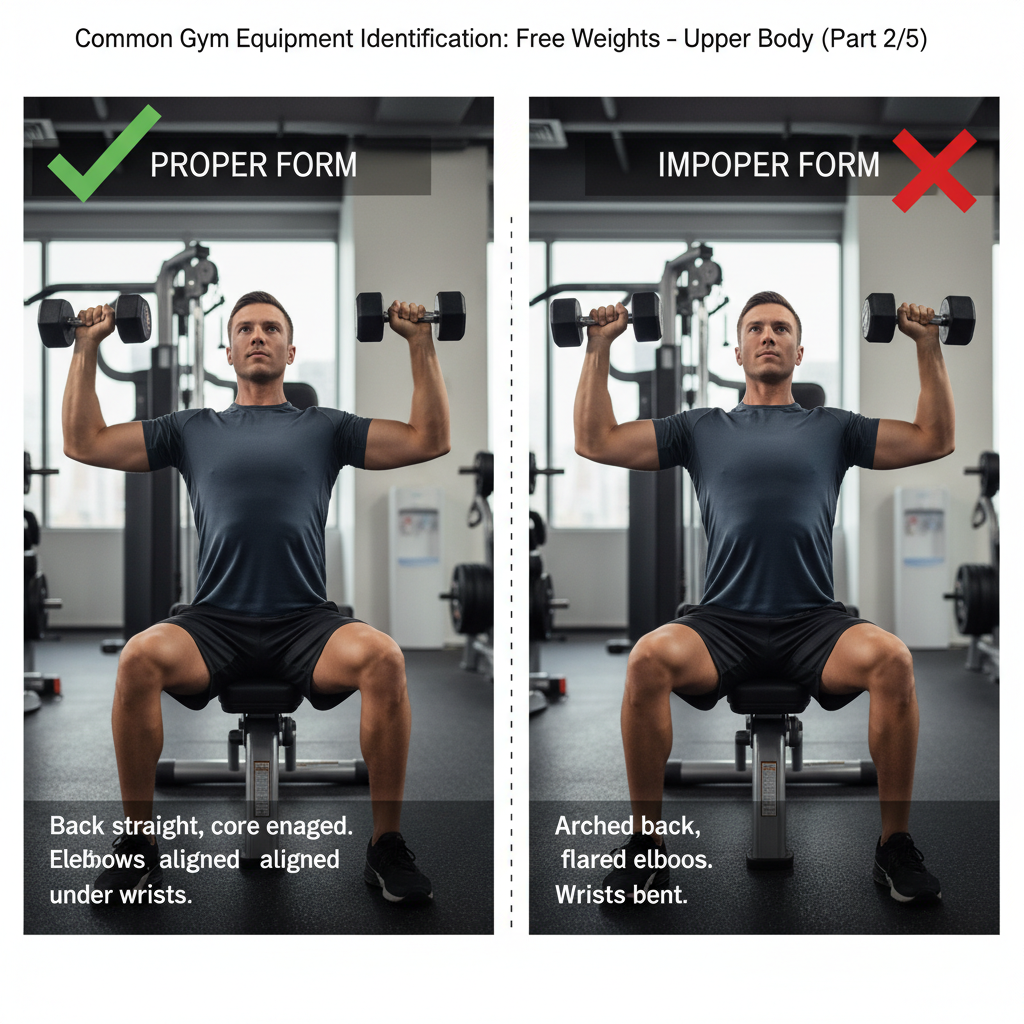 Common Gym Equipment Identification: Free Weights - Upper Body (Part 2/5)
PROPER FORM
Back straight, core enaged.
Elebows aligned aligned
under wrists.
IMPOPER FORM
Arched back,
flared elboos.
Wrists bent.